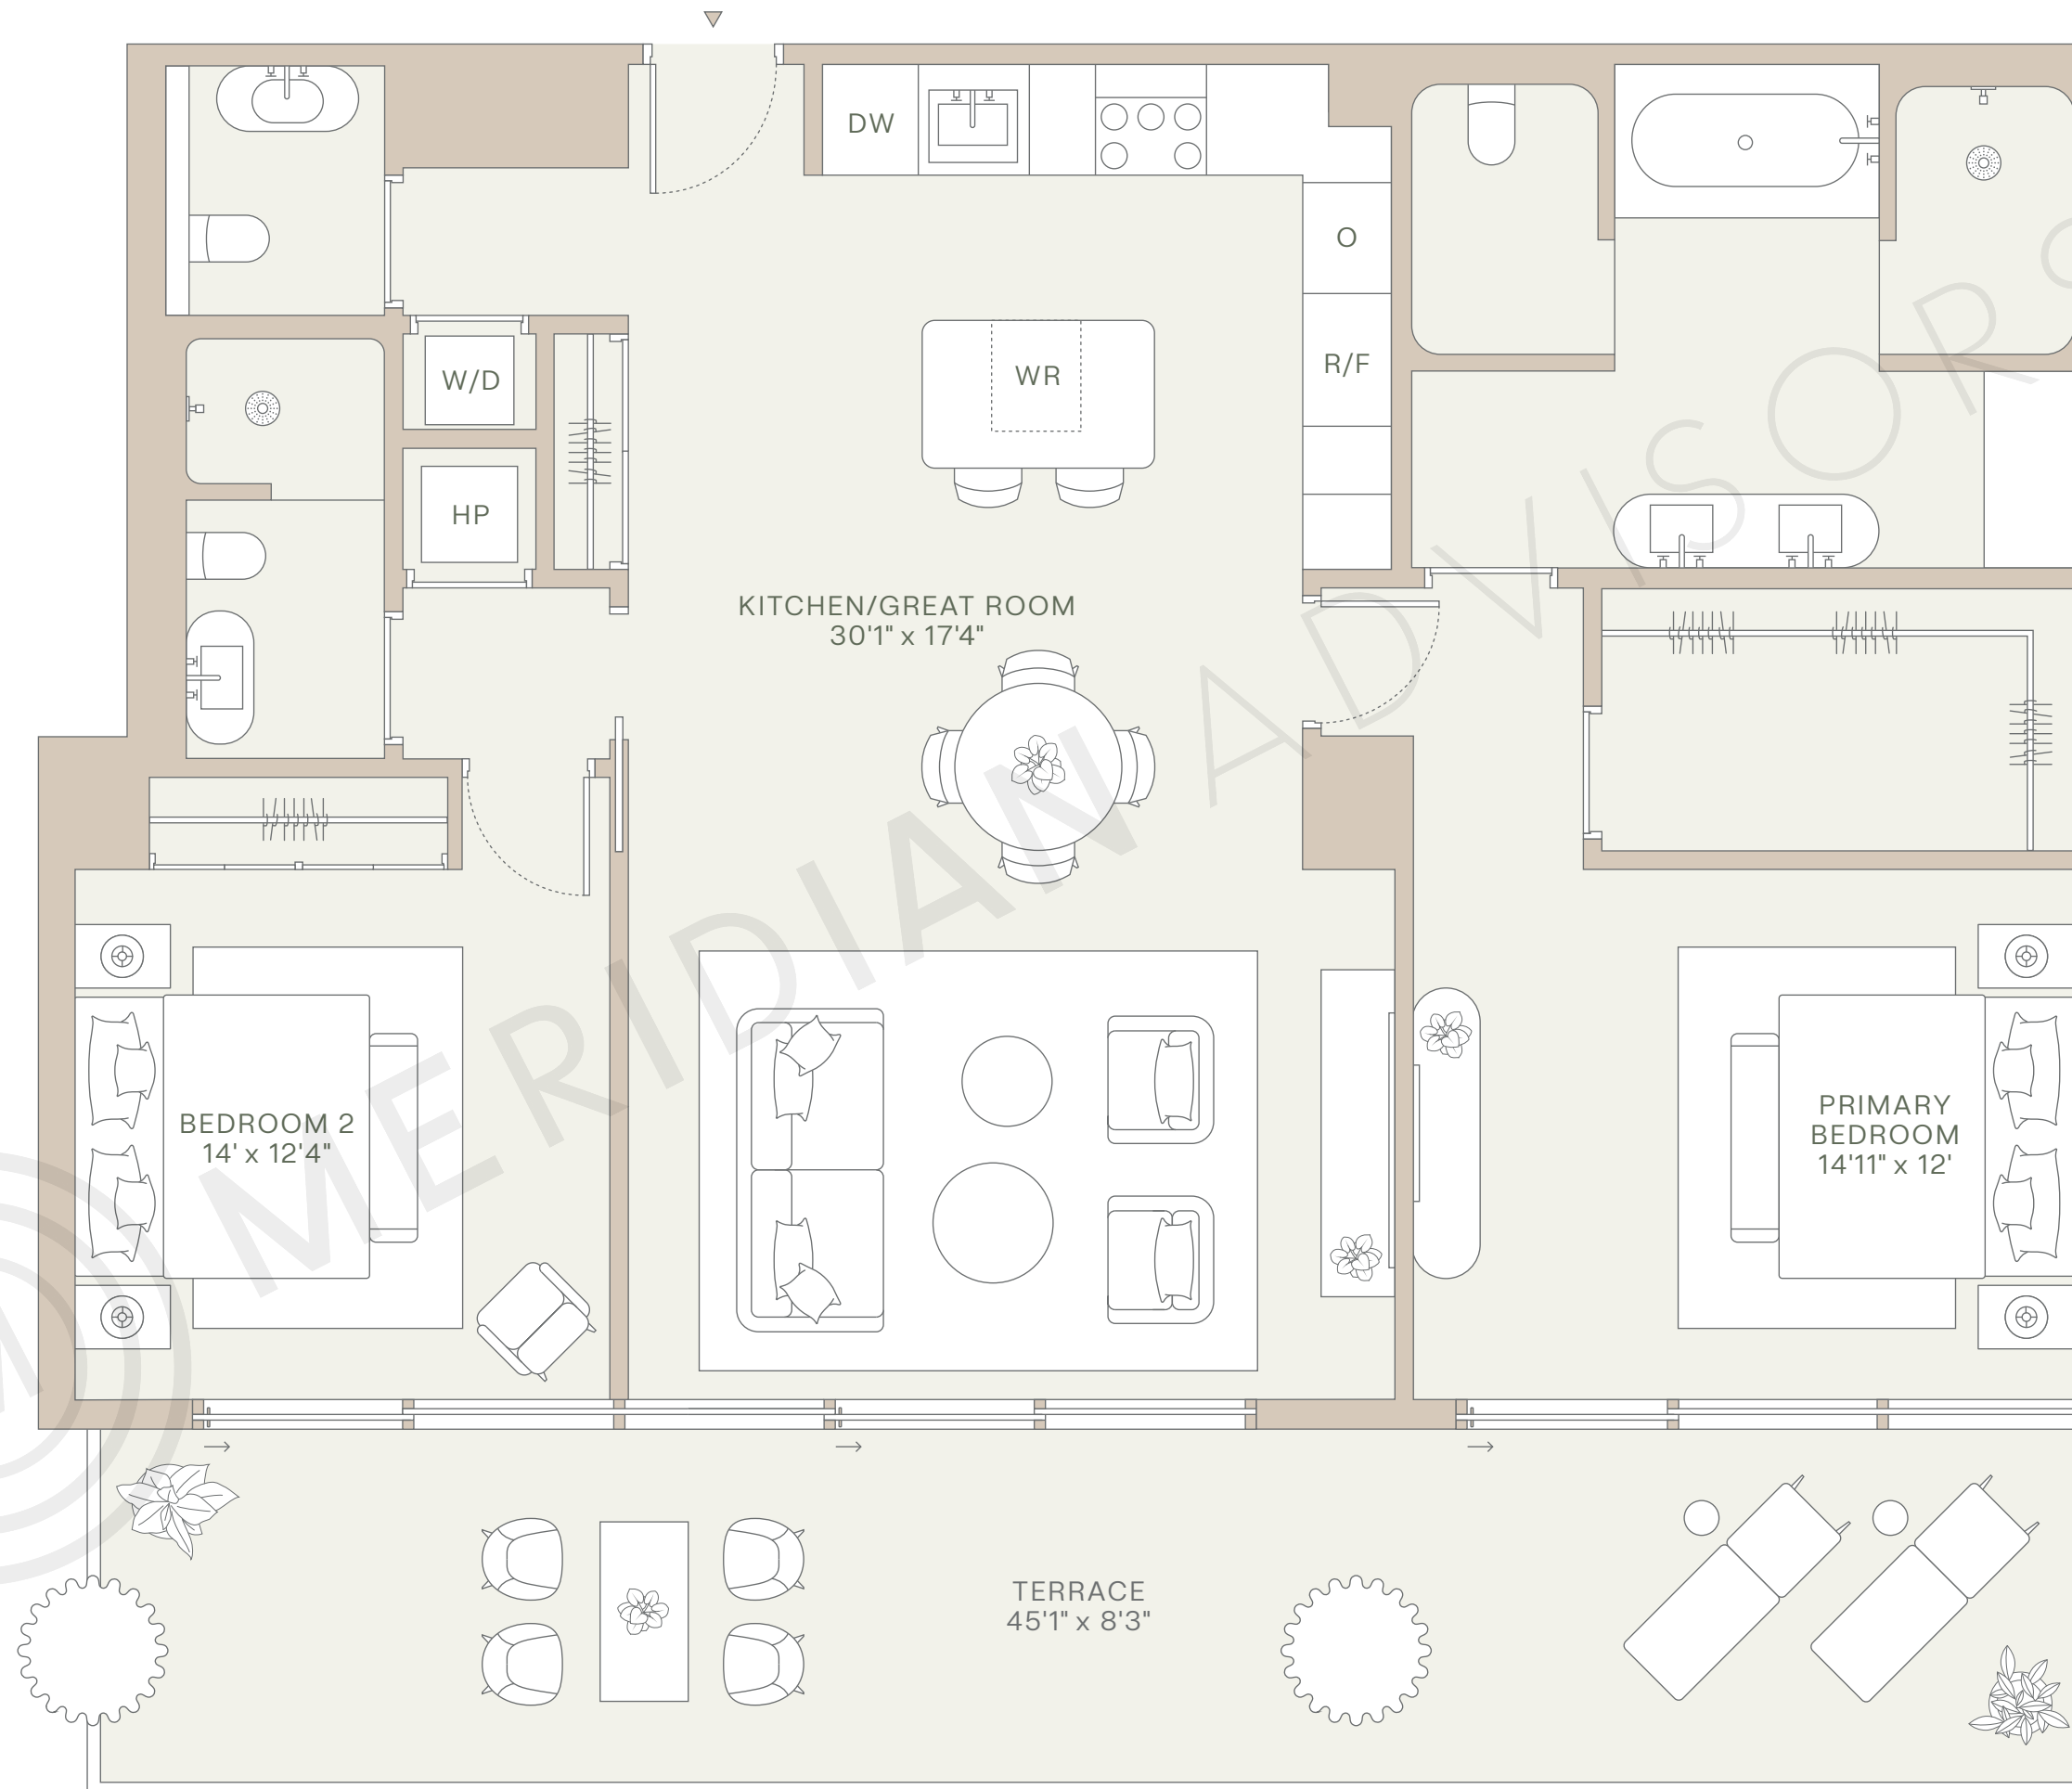 DW
O
R/F
WR
W/D
HP
KITCHEN/GREAT ROOM
30'1" x 17'4"
BEDROOM 2
14' x 12'4"
PRIMARY
BEDROOM
14'11" x 12'
TERRACE
45'1" x 8'3"
MERIDIAN ADVISORS